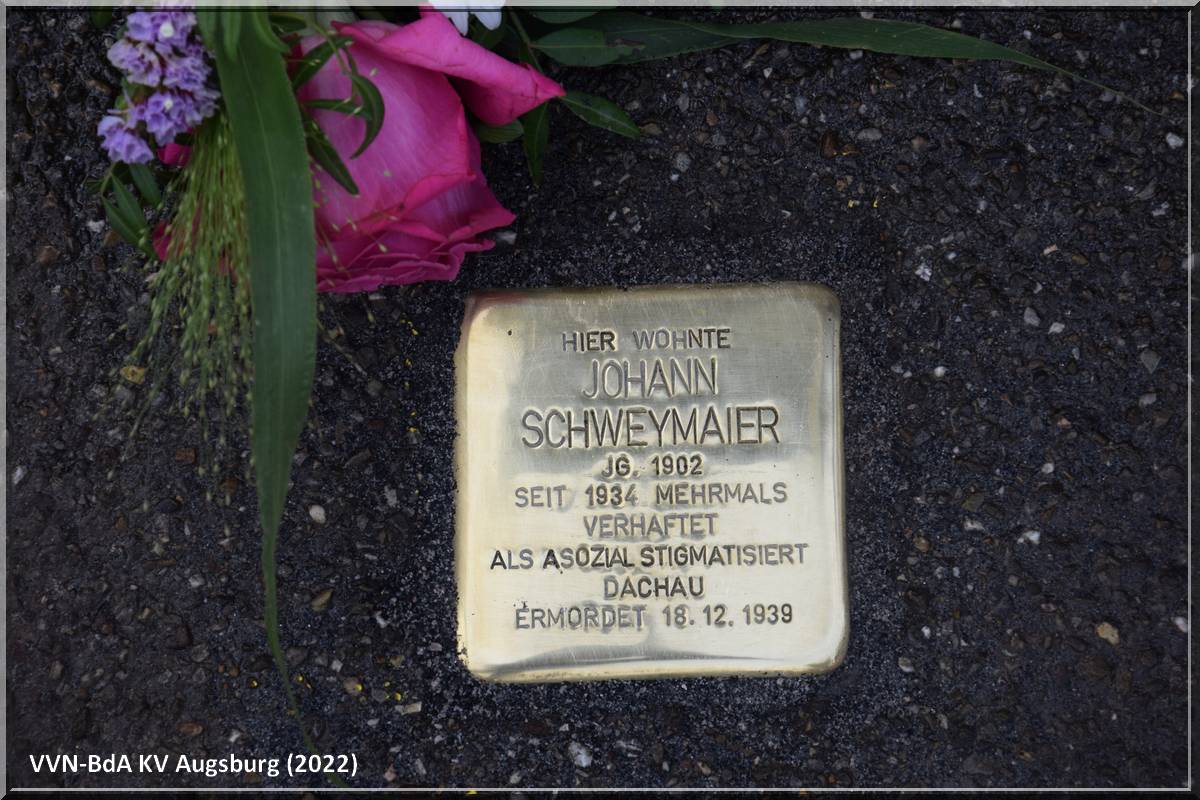 HIER WOHNTE
JOHANN
SCHWEYMAIER
JG. 1902
SEIT 1934 MEHRMALS
VERHAFTET
ALS ASOZIAL STIGMATISIERT
DACHAU
ERMORDET 18.12.1939
VVN-BdA KV Augsburg (2022)